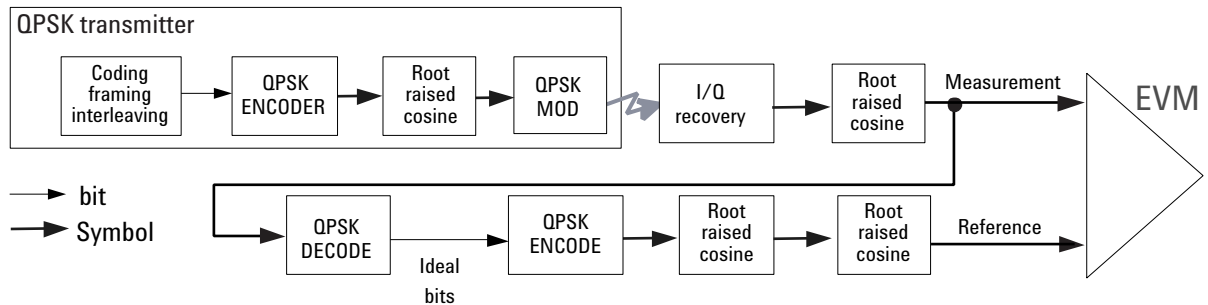 QPSK transmitter
Coding
framing
interleaving
QPSK
ENCODER
Root
raised
cosine
QPSK
MOD
I/Q
recovery
Root
raised
cosine
Measurement
EVM
bit
Symbol
QPSK
DECODE
Ideal
bits
QPSK
ENCODE
Root
raised
cosine
Root
raised
cosine
Reference